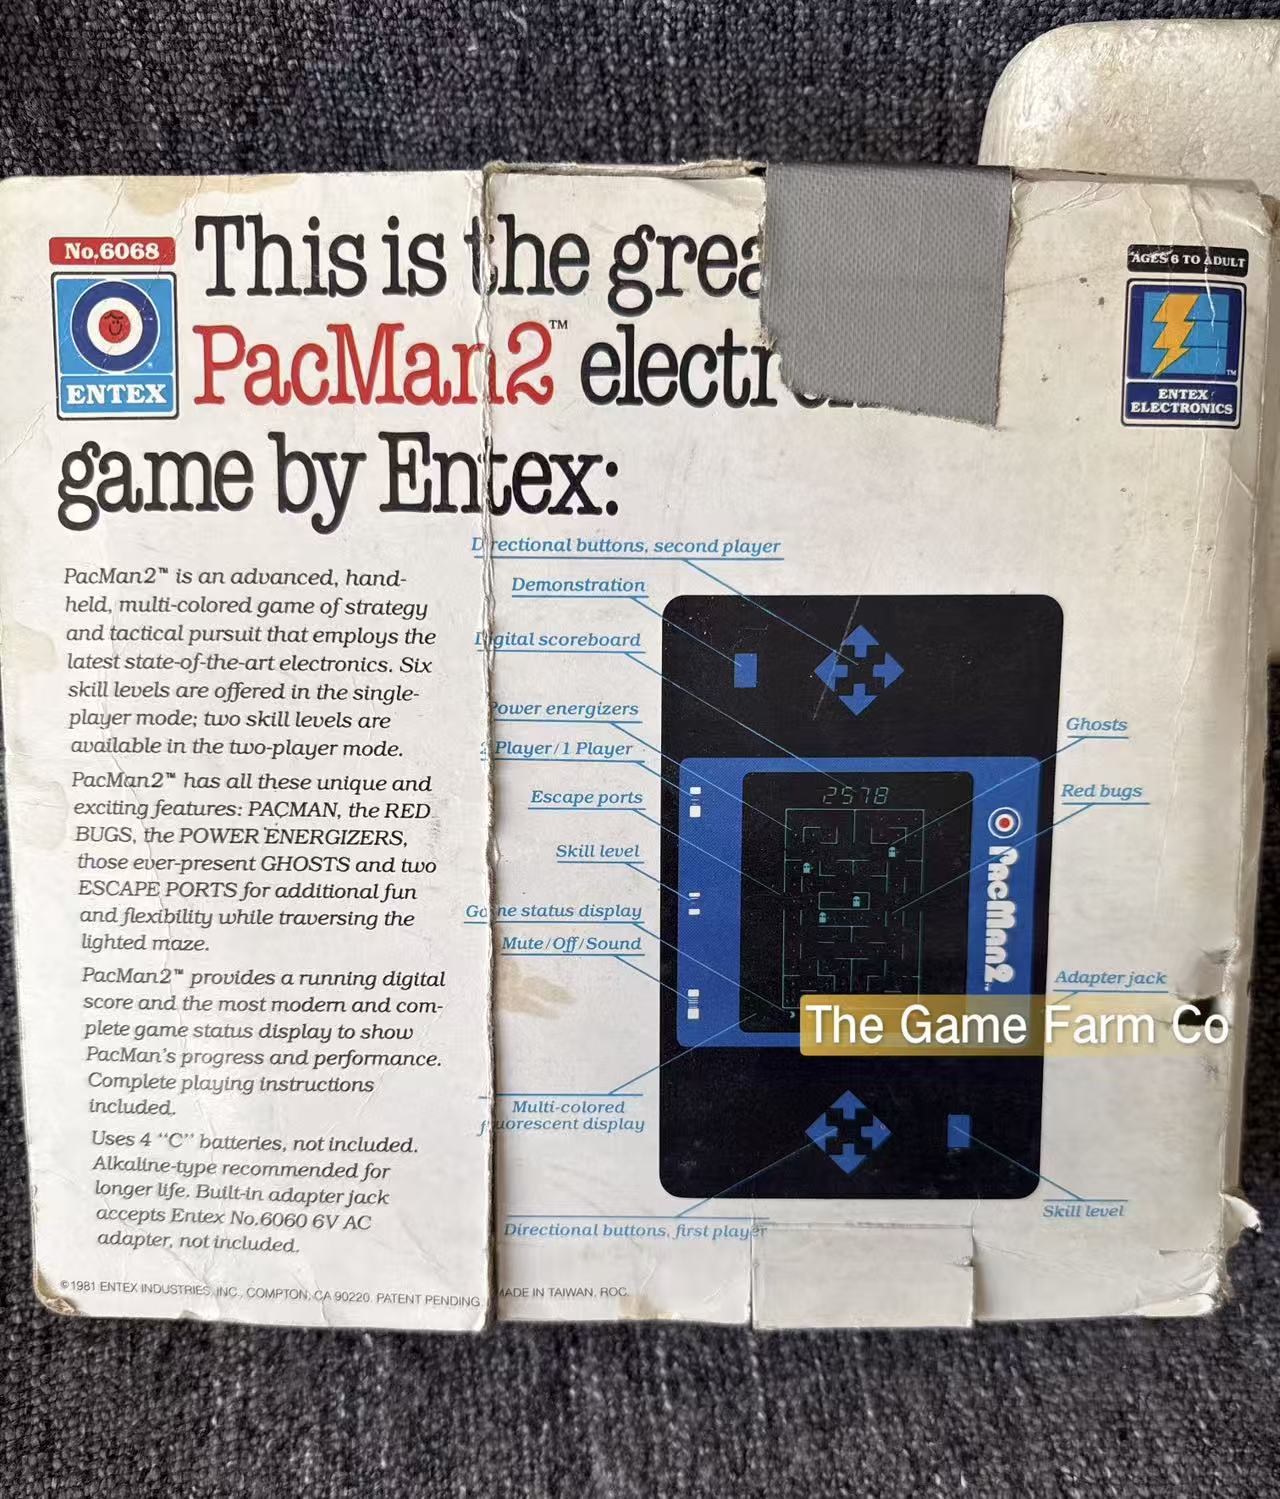 No.6068
ENTEX
This is the grea
PacMan2™ electr
game by Entex:
AGES 6 TO ADULT
™
ENTEX
ELECTRONICS
PacMan2™ is an advanced, hand-
held, multi-colored game of strategy
and tactical pursuit that employs the
latest state-of-the-art electronics. Six
skill levels are offered in the single-
player mode; two skill levels are
available in the two-player mode.
PacMan2™ has all these unique and
exciting features: PACMAN, the RED
BUGS, the POWER ENERGIZERS,
those ever-present GHOSTS and two
ESCAPE PORTS for additional fun
and flexibility while traversing the
lighted maze.
PacMan2™ provides a running digital
score and the most modern and com-
plete game status display to show
PacMan's progress and performance.
Complete playing instructions
included.
Uses 4 "C" batteries, not included.
Alkaline-type recommended for
longer life. Built-in adapter jack
accepts Entex No.6060 6V AC
adapter, not included.
©1981 ENTEX INDUSTRIES, INC., COMPTON, CA 90220. PATENT PENDING. MADE IN TAIWAN, ROC.
Directional buttons, second player
Demonstration
Digital scoreboard
Power energizers
2 Player/1 Player
Escape ports
Skill level
Game status display
Mute/Off/Sound
Multi-colored
fluorescent display
Directional buttons, first player
2578
PacMan2™
Ghosts
Red bugs
Adapter jack
Skill level
The Game Farm Co